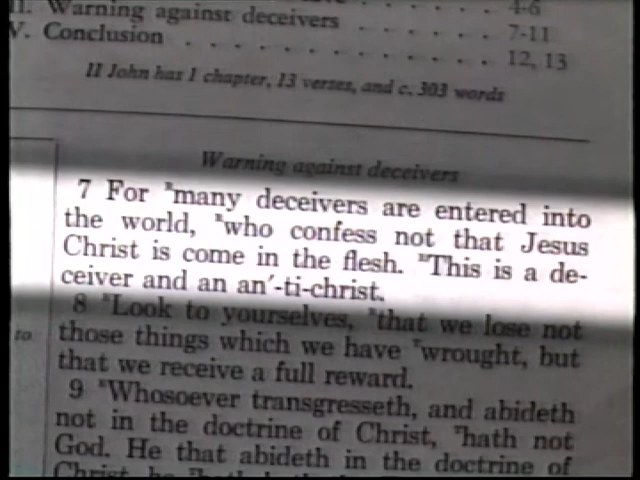 II. Warning against deceivers . . . . . . 7-11
V. Conclusion . . . . . . . . . . . . . . 12, 13
II John has 1 chapter, 13 verses, and c. 303 words
Warning against deceivers
7 For many deceivers are entered into
the world, who confess not that Jesus
Christ is come in the flesh. This is a de-
ceiver and an an′-ti-christ.
8 Look to yourselves, that we lose not
to
those things which we have wrought, but
that we receive a full reward.
9 Whosoever transgresseth, and abideth
not in the doctrine of Christ, hath not
God. He that abideth in the doctrine of
Christ, he